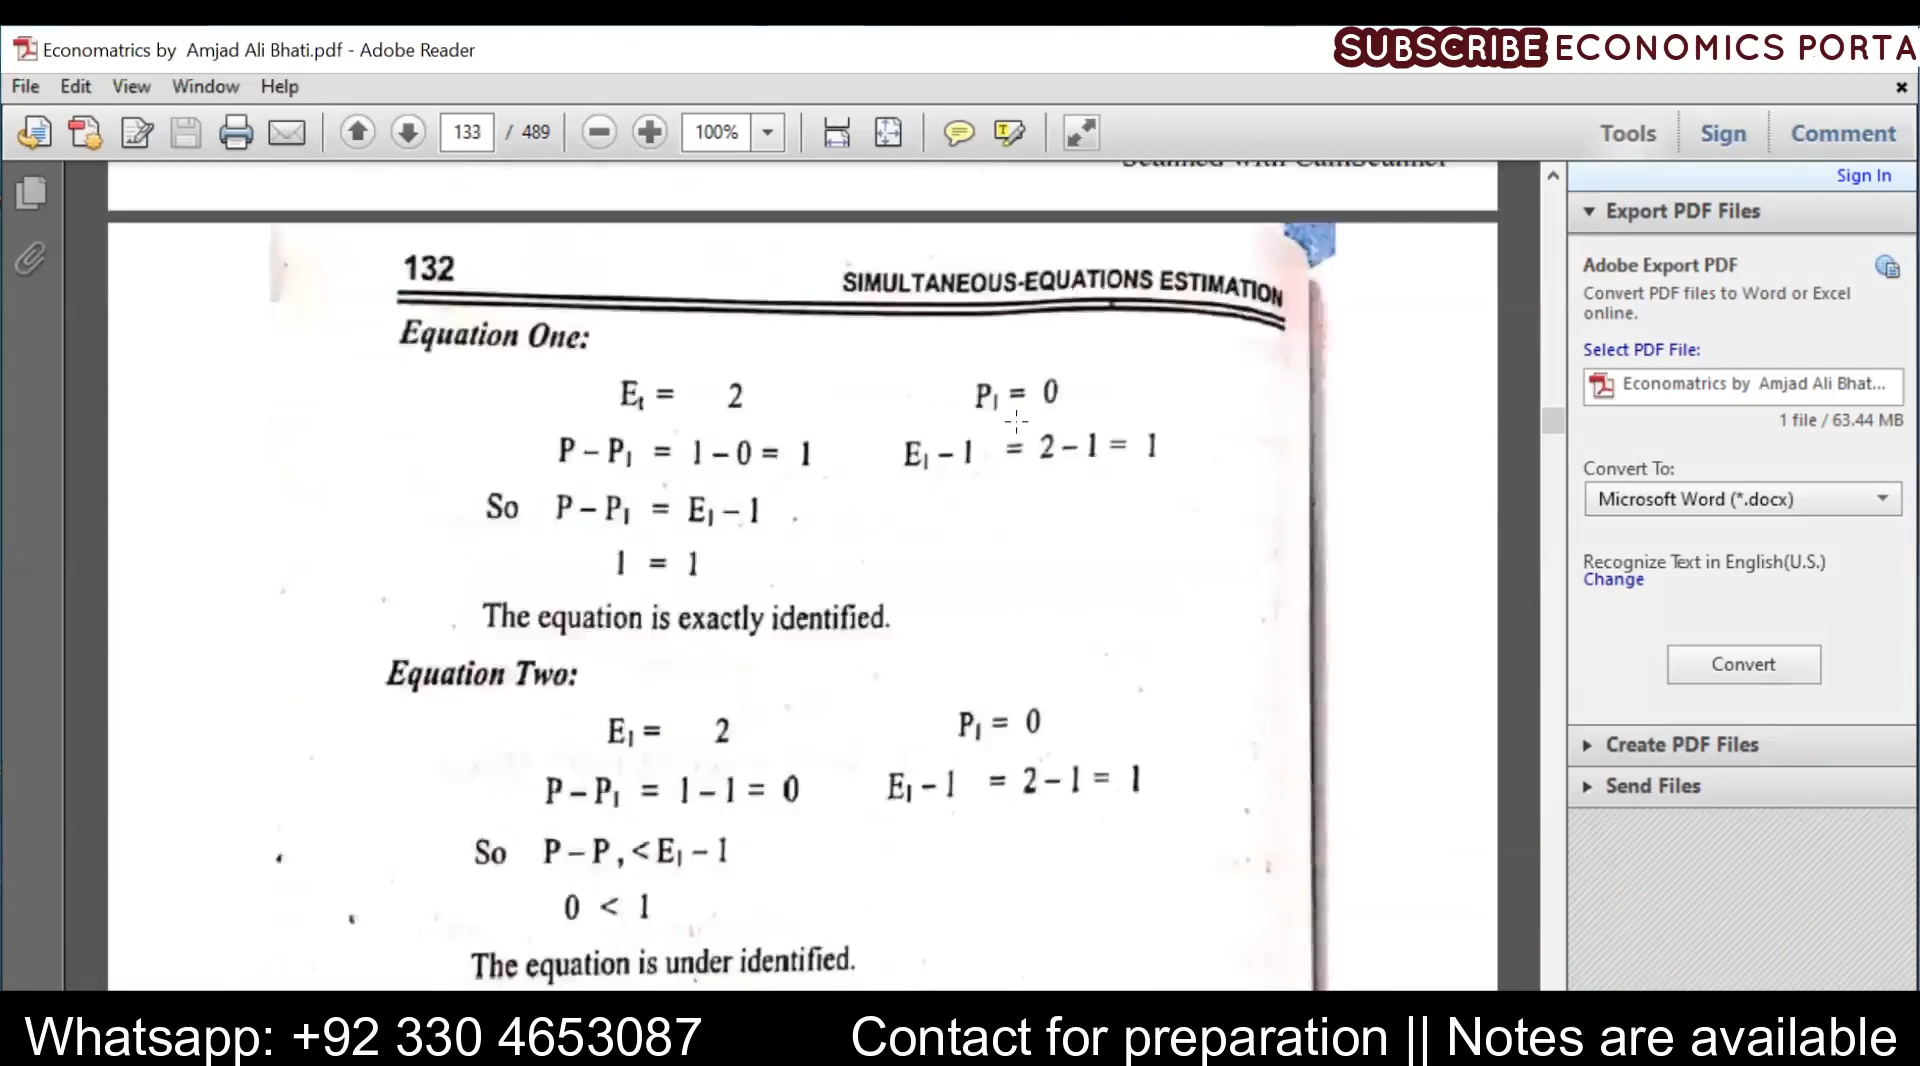 Economatrics by Amjad Ali Bhati.pdf - Adobe Reader
SUBSCRIBE ECONOMICS PORTA
File Edit View Window Help
133 / 489 100% Tools Sign Comment
Scanned with CamScanner
Sign In
Export PDF Files
Adobe Export PDF
Convert PDF files to Word or Excel
online.
Select PDF File:
Economatrics by Amjad Ali Bhat...
1 file / 63.44 MB
Convert To:
Microsoft Word (*.docx)
Recognize Text in English(U.S.)
Change
Convert
Create PDF Files
Send Files
132 SIMULTANEOUS-EQUATIONS ESTIMATION
Equation One:
E₁ = 2 P₁ = 0
P – P₁ = 1 – 0 = 1 E₁ – 1 = 2 – 1 = 1
So P – P₁ = E₁ – 1
1 = 1
The equation is exactly identified.
Equation Two:
E₁ = 2 P₁ = 0
P – P₁ = 1 – 1 = 0 E₁ – 1 = 2 – 1 = 1
So P – P, < E₁ – 1
0 < 1
The equation is under identified.
Whatsapp: +92 330 4653087 Contact for preparation || Notes are available